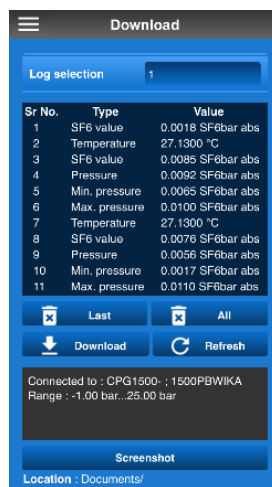 Download
Log selection 1
Sr No. Type Value
1 SF6 value 0.0018 SF6bar abs
2 Temperature 27.1300 °C
3 SF6 value 0.0085 SF6bar abs
4 Pressure 0.0092 SF6bar abs
5 Min. pressure 0.0065 SF6bar abs
6 Max. pressure 0.0100 SF6bar abs
7 Temperature 27.1300 °C
8 SF6 value 0.0076 SF6bar abs
9 Pressure 0.0056 SF6bar abs
10 Min. pressure 0.0017 SF6bar abs
11 Max. pressure 0.0110 SF6bar abs
Last All
Download Refresh
Connected to : CPG1500- ; 1500PBWIKA
Range : -1.00 bar...25.00
bar
Screenshot
Location : Documents/